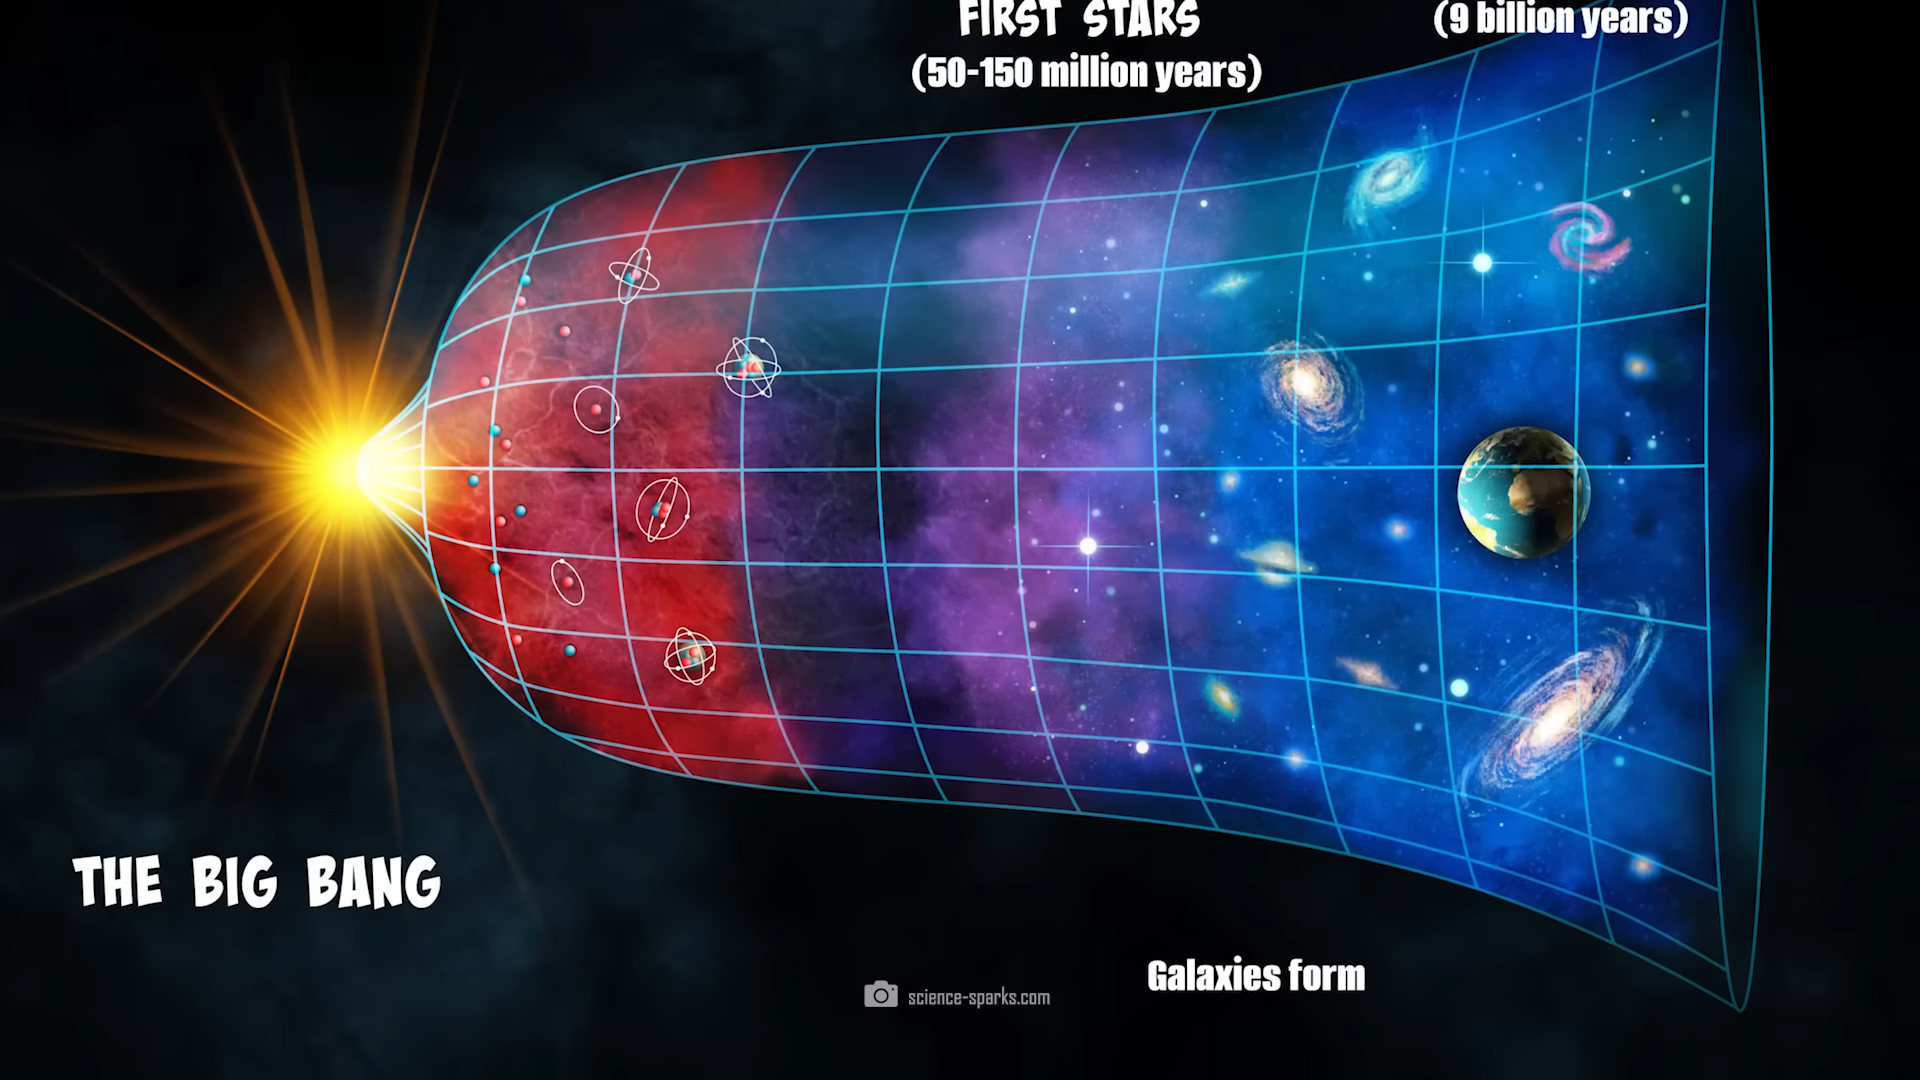 FIRST STARS
(50-150 million years)
(9 billion years)
THE BIG BANG
Galaxies form
science-sparks.com